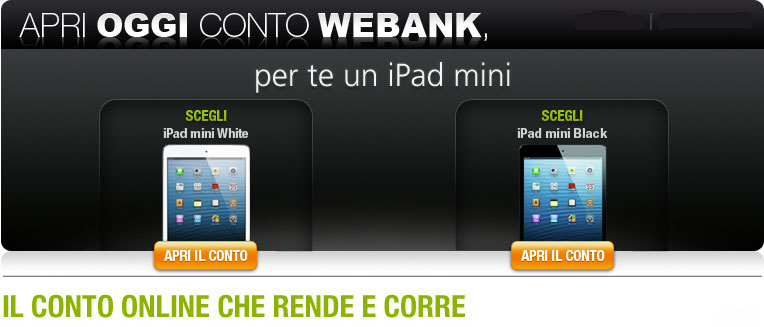 APRI OGGI CONTO WEBANK,
per te un iPad mini
SCEGLI
iPad mini White
APRI IL CONTO
SCEGLI
iPad mini Black
APRI IL CONTO
IL CONTO ONLINE CHE RENDE E CORRE